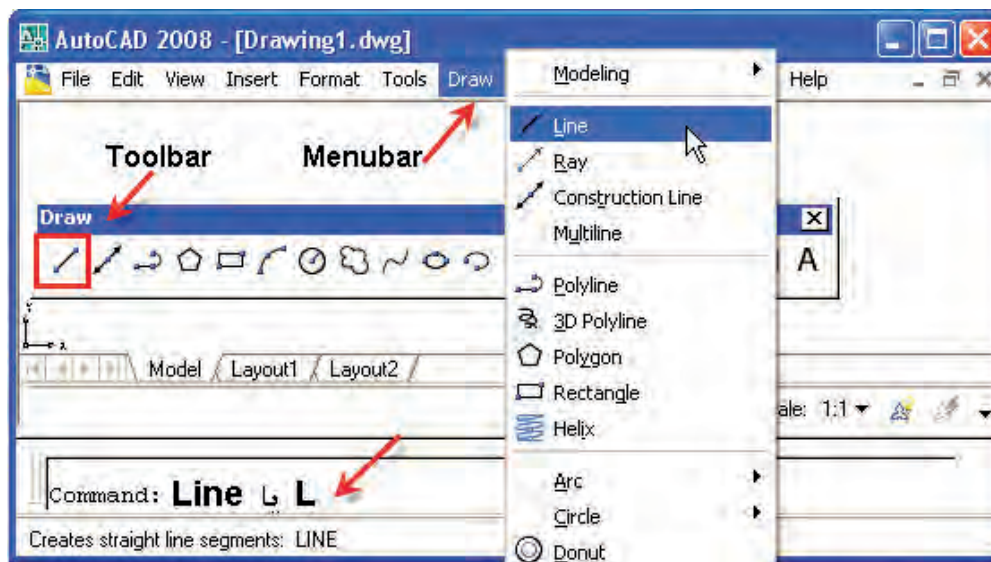 AutoCAD 2008 - [Drawing1.dwg]
File Edit View Insert Format Tools Draw Help
Modeling
Line
Ray
Construction Line
Multiline
Polyline
3D Polyline
Polygon
Rectangle
Helix
Arc
Circle
Donut
Toolbar Menubar
Draw
A
Model Layout1 Layout2
ale: 1:1
Command: Line یا L
Creates straight line segments: LINE